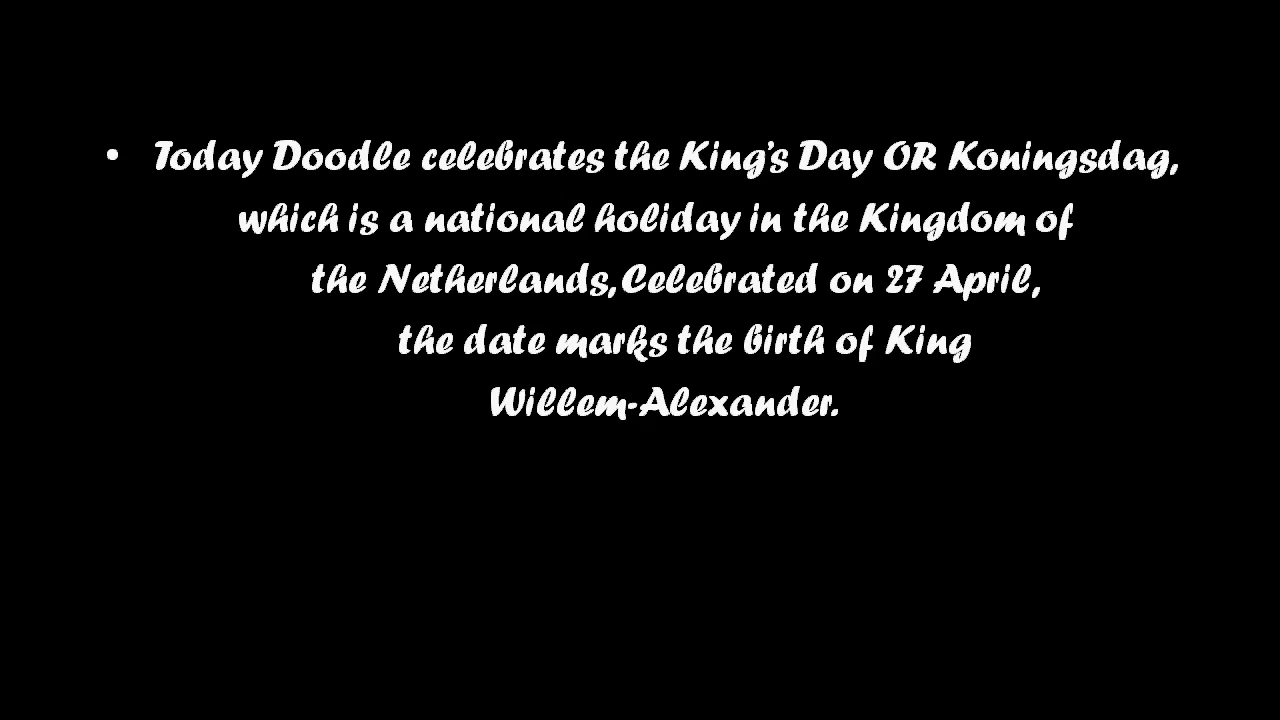 • Today Doodle celebrates the King's Day OR Koningsdag,
which is a national holiday in the Kingdom of
the Netherlands,Celebrated on 27 April,
the date marks the birth of King
Willem-Alexander.